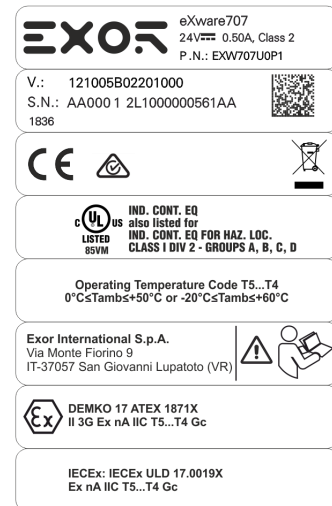 EXOR
eXware707
24V 0.50A, Class 2
P.N.: EXW707U0P1
V.: 121005B02201000
S.N.: AA000 1 2L1000000561AA
1836
CE
c UL us
LISTED
85VM
IND. CONT. EQ
also listed for
IND. CONT. EQ FOR HAZ. LOC.
CLASS I DIV 2 - GROUPS A, B, C, D
Operating Temperature Code T5...T4
0°C≤Tamb≤+50°C or -20°C≤Tamb≤+60°C
Exor International S.p.A.
Via Monte Fiorino 9
IT-37057 San Giovanni Lupatoto (VR)
Ex
DEMKO 17 ATEX 1871X
II 3G Ex nA IIC T5...T4 Gc
IECEx: IECEx ULD 17.0019X
Ex nA IIC T5...T4 Gc